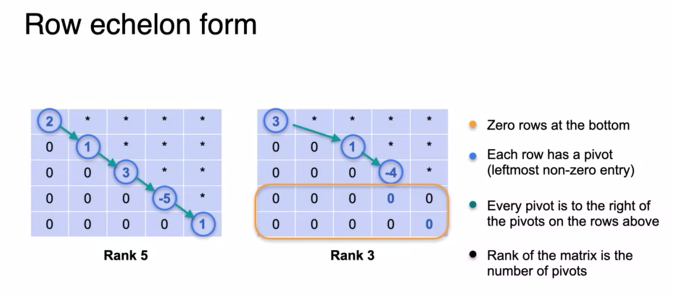 Row echelon form
2 * * * *
0 1 * * *
0 0 3 * *
0 0 0 -5 *
0 0 0 0 1
Rank 5
3 * * * *
0 0 1 * *
0 0 0 -4 *
0 0 0 0 0
0 0 0 0 0
Rank 3
Zero rows at the bottom
Each row has a pivot
(leftmost non-zero entry)
Every pivot is to the right of
the pivots on the rows above
Rank of the matrix is the
number of pivots